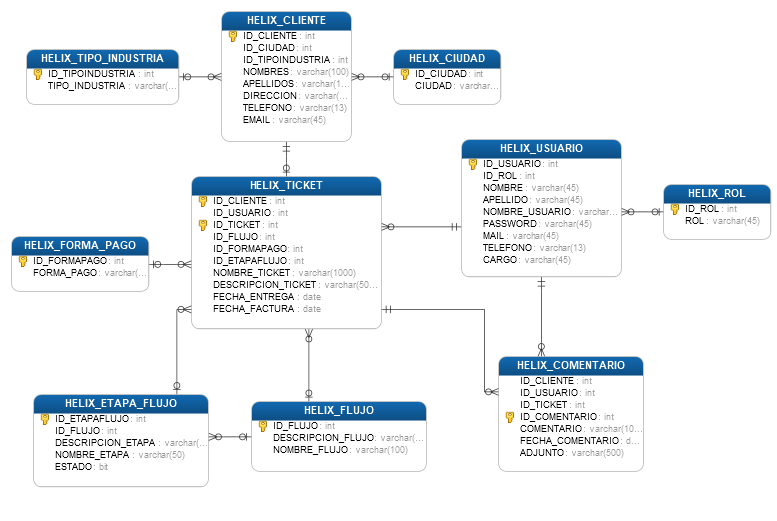 HELIX_CLIENTE
ID_CLIENTE : int
ID_CIUDAD : int
ID_TIPOINDUSTRIA : int
NOMBRES : varchar(100)
APELLIDOS : varchar(1...
DIRECCION : varchar(...
TELEFONO : varchar(13)
EMAIL : varchar(45)
HELIX_TIPO_INDUSTRIA
ID_TIPOINDUSTRIA : int
TIPO_INDUSTRIA : varchar(...
HELIX_CIUDAD
ID_CIUDAD : int
CIUDAD : varchar...
HELIX_USUARIO
ID_USUARIO : int
ID_ROL : int
NOMBRE : varchar(45)
APELLIDO : varchar(45)
NOMBRE_USUARIO : varchar...
PASSWORD : varchar(45)
MAIL : varchar(45)
TELEFONO : varchar(13)
CARGO : varchar(45)
HELIX_ROL
ID_ROL : int
ROL : varchar(45)
HELIX_TICKET
ID_CLIENTE : int
ID_USUARIO : int
ID_TICKET : int
ID_FLUJO : int
ID_FORMAPAGO : int
ID_ETAPAFLUJO : int
NOMBRE_TICKET : varchar(1000)
DESCRIPCION_TICKET : varchar(50...
FECHA_ENTREGA : date
FECHA_FACTURA : date
HELIX_FORMA_PAGO
ID_FORMAPAGO : int
FORMA_PAGO : varchar(...
HELIX_COMENTARIO
ID_CLIENTE : int
ID_USUARIO : int
ID_TICKET : int
ID_COMENTARIO : int
COMENTARIO : varchar(10...
FECHA_COMENTARIO : d...
ADJUNTO : varchar(500)
HELIX_ETAPA_FLUJO
ID_ETAPAFLUJO : int
ID_FLUJO : int
DESCRIPCION_ETAPA : varchar(...
NOMBRE_ETAPA : varchar(50)
ESTADO : bit
HELIX_FLUJO
ID_FLUJO : int
DESCRIPCION_FLUJO : varchar(...
NOMBRE_FLUJO : varchar(100)